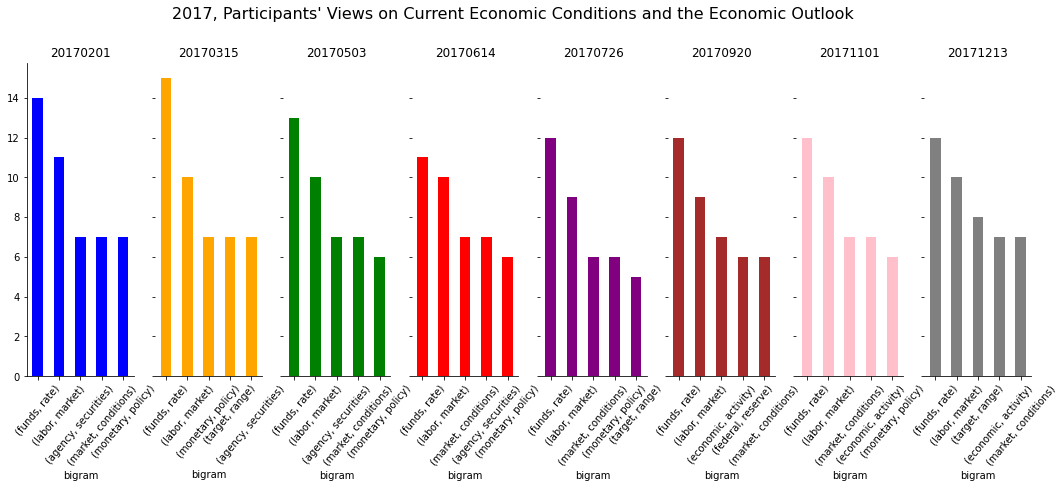 2017, Participants' Views on Current Economic Conditions and the Economic Outlook
20170201
20170315
20170503
20170614
20170726
20170920
20171101
20171213
14
12
10
8
6
4
2
0
(funds, rate)
(labor, market)
(agency, securities)
(market, conditions)
(monetary, policy)
bigram
(funds, rate)
(labor, market)
(monetary, policy)
(target, range)
(agency, securities)
bigram
(funds, rate)
(labor, market)
(agency, securities)
(market, conditions)
(monetary, policy)
bigram
(funds, rate)
(labor, market)
(market, conditions)
(agency, securities)
(monetary, policy)
bigram
(funds, rate)
(labor, market)
(market, conditions)
(monetary, policy)
(target, range)
bigram
(funds, rate)
(labor, market)
(economic, activity)
(federal, reserve)
(market, conditions)
bigram
(funds, rate)
(labor, market)
(market, conditions)
(economic, activity)
(monetary, policy)
bigram
(funds, rate)
(labor, market)
(target, range)
(economic, activity)
(market, conditions)
bigram